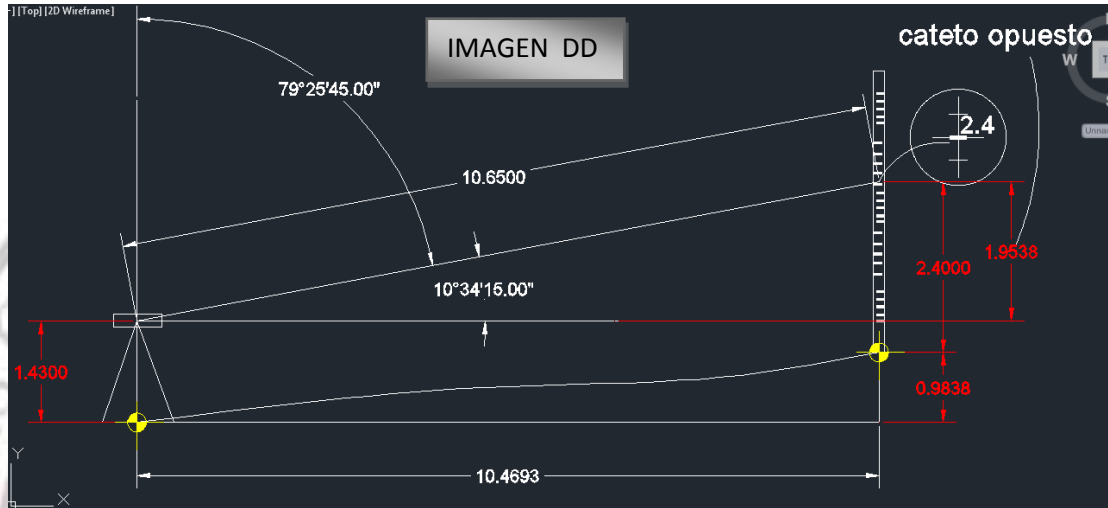 -] [Top] [2D Wireframe]
IMAGEN DD
cateto opuesto
W
79°25'45.00"
2.4
10.6500
1.9538
2.4000
10°34'15.00"
1.4300
0.9838
10.4693
Y
X